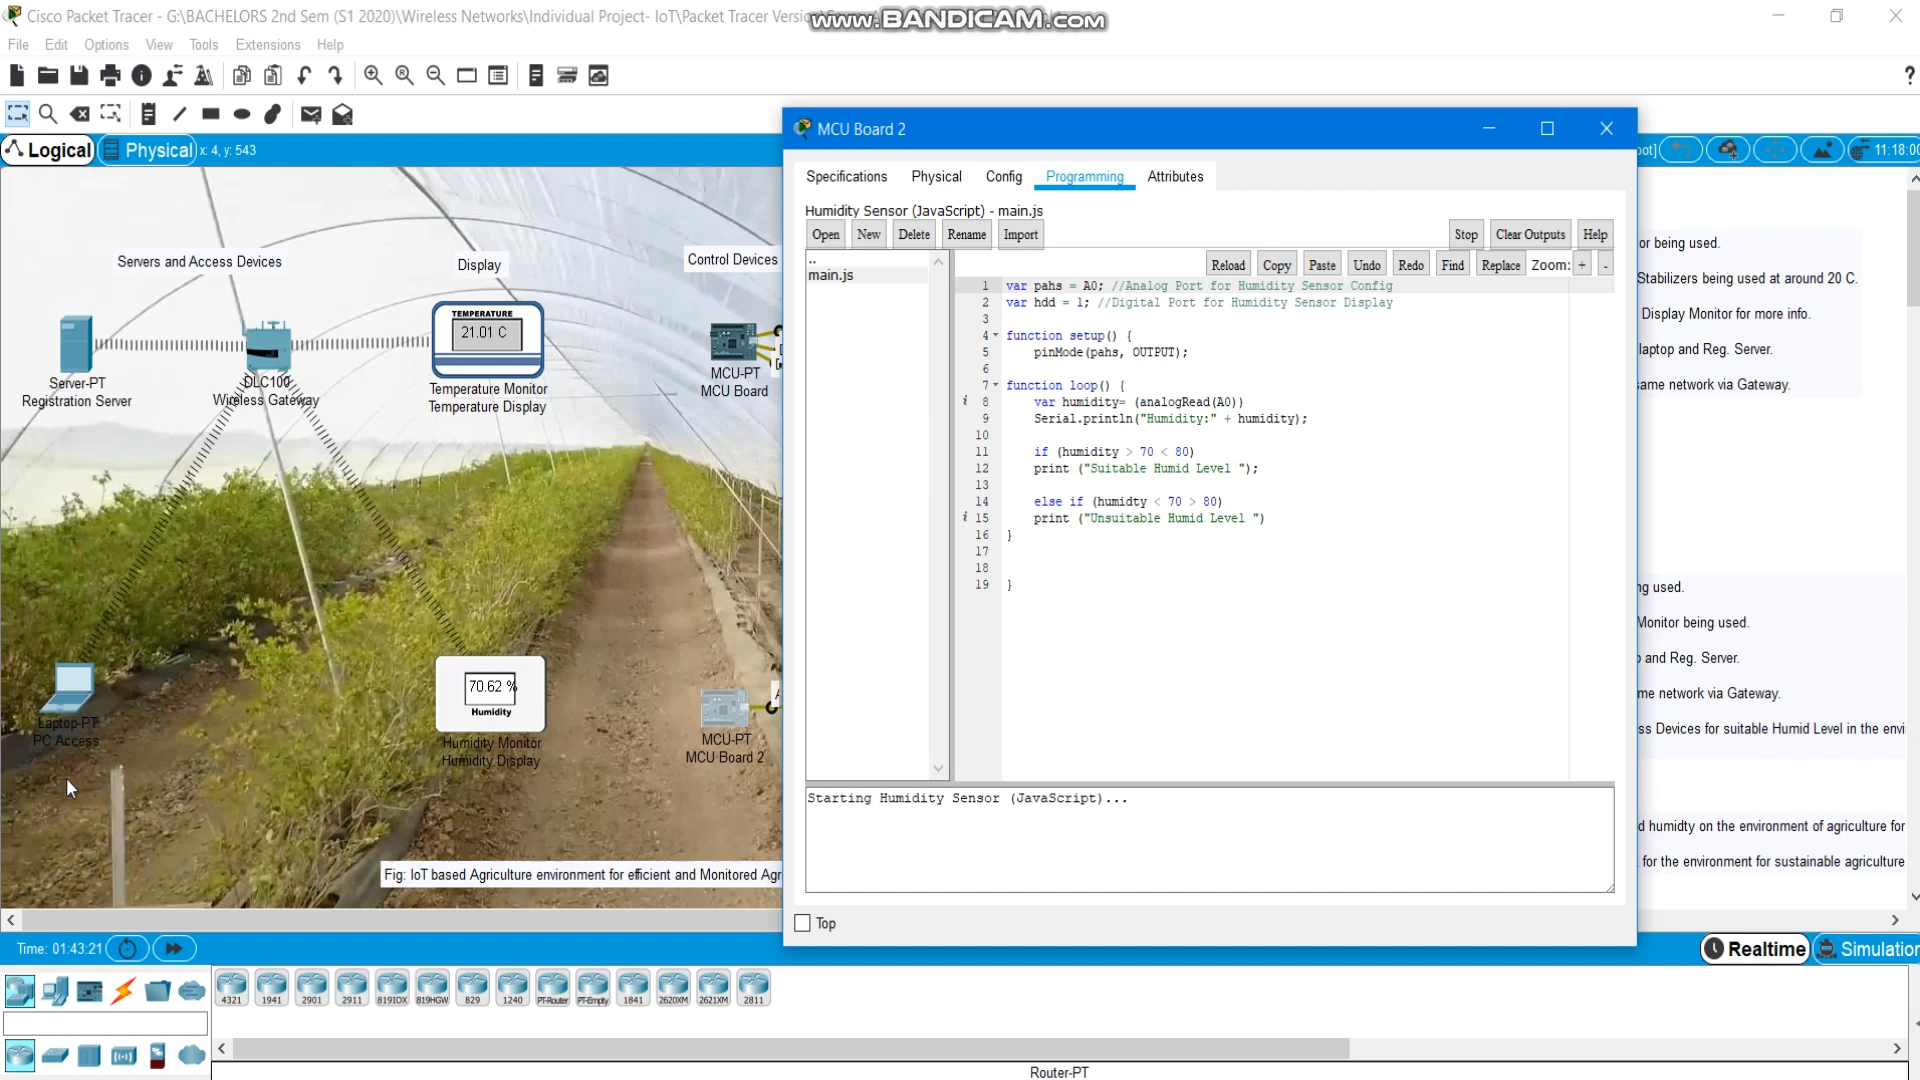 Cisco Packet Tracer - G:\BACHELORS 2nd Sem (S1 2020)\Wireless Networks\Individual Project- IoT\Packet Tracer Versio
www.BANDICAM.com
File Edit Options View Tools Extensions Help
?
Logical
Physical
x: 4, y: 543
MCU Board 2
oot]
11:18:00
Specifications Physical Config Programming Attributes
Humidity Sensor (JavaScript) - main.js
Open New Delete Rename Import Stop Clear Outputs Help
..
main.js
Reload Copy Paste Undo Redo Find Replace Zoom: + -
1 var pahs = A0; //Analog Port for Humidity Sensor Config
2 var hdd = 1; //Digital Port for Humidity Sensor Display
3
4 function setup() {
5 pinMode(pahs, OUTPUT);
6
7 function loop() {
i 8 var humidity= (analogRead(A0))
9 Serial.println("Humidity:" + humidity);
10
11 if (humidity > 70 < 80)
12 print ("Suitable Humid Level ");
13
14 else if (humidty < 70 > 80)
i 15 print ("Unsuitable Humid Level ")
16 }
17
18
19 }
Starting Humidity Sensor (JavaScript)...
Top
Servers and Access Devices
Display
Control Devices
TEMPERATURE
21.01 C
Server-PT
Registration Server
DLC100
Wireless Gateway
Temperature Monitor
Temperature Display
MCU-PT
MCU Board
70.62 %
Humidity
Humidity Monitor
Humidity Display
Laptop-PT
PC Access
MCU-PT
MCU Board 2
Fig: IoT based Agriculture environment for efficient and Monitored Agr
or being used.
Stabilizers being used at around 20 C.
Display Monitor for more info.
laptop and Reg. Server.
same network via Gateway.
ng used.
Monitor being used.
o and Reg. Server.
me network via Gateway.
ss Devices for suitable Humid Level in the envi
d humidty on the environment of agriculture for
for the environment for sustainable agriculture
Time: 01:43:21
Realtime
Simulation
4321 1941 2901 2911 819IOX 819HGW 829 1240 PT-Router PT-Empty 1841 2620XM 2621XM 2811
Router-PT